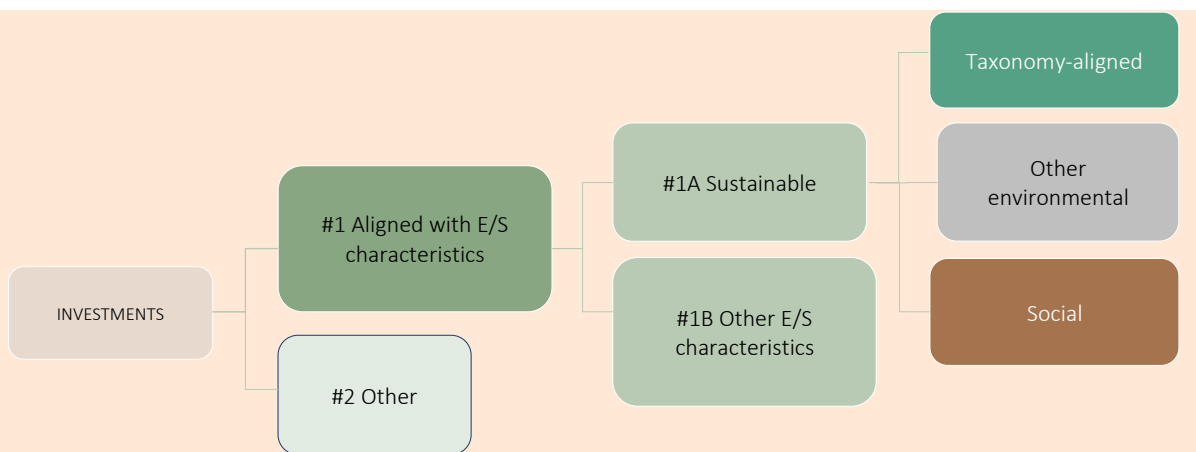 INVESTMENTS
#1 Aligned with E/S
characteristics
#2 Other
#1A Sustainable
#1B Other E/S
characteristics
Taxonomy-aligned
Other
environmental
Social